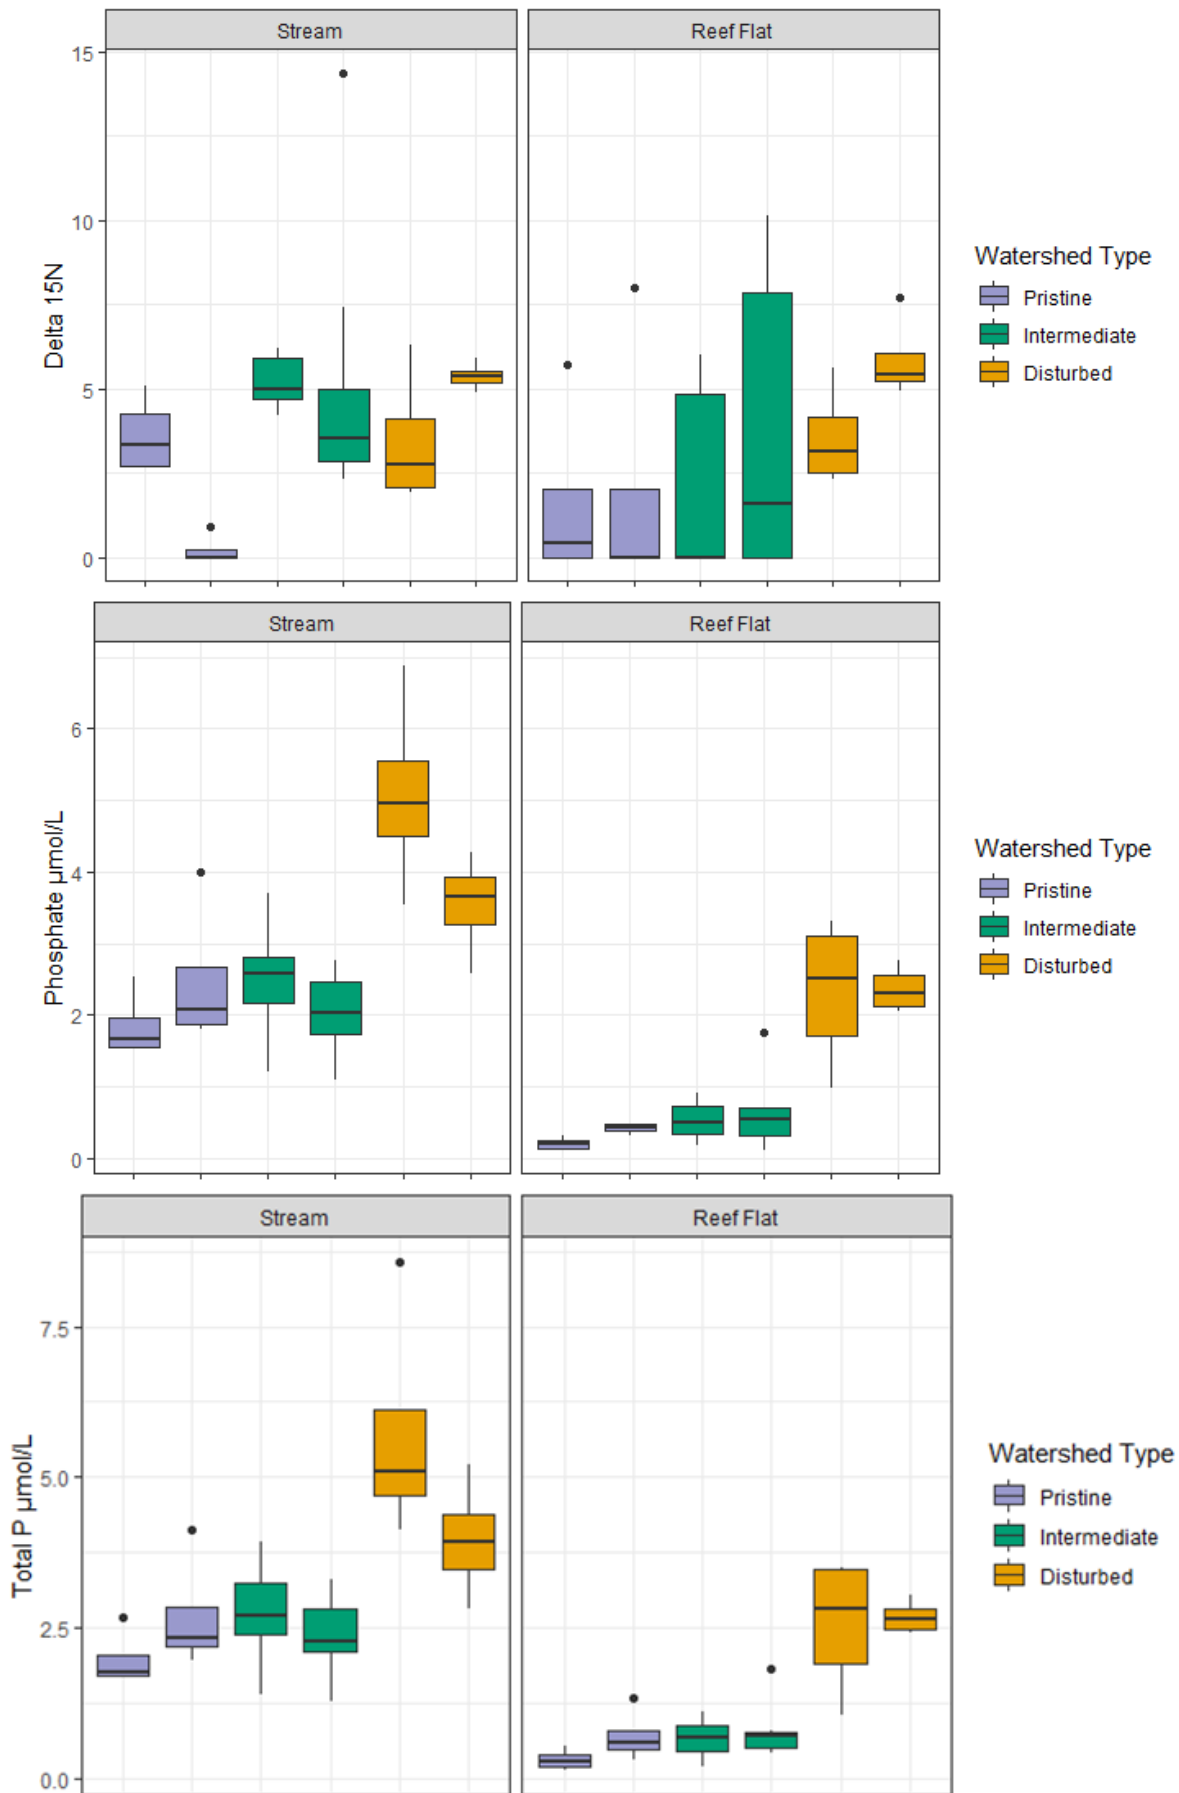 Stream
Reef Flat
15
10
5
0
Delta 15N
Watershed Type
Pristine
Intermediate
Disturbed
Stream
Reef Flat
6
4
2
0
Phosphate µmol/L
Watershed Type
Pristine
Intermediate
Disturbed
Stream
Reef Flat
7.5
5.0
2.5
0.0
Total P µmol/L
Watershed Type
Pristine
Intermediate
Disturbed